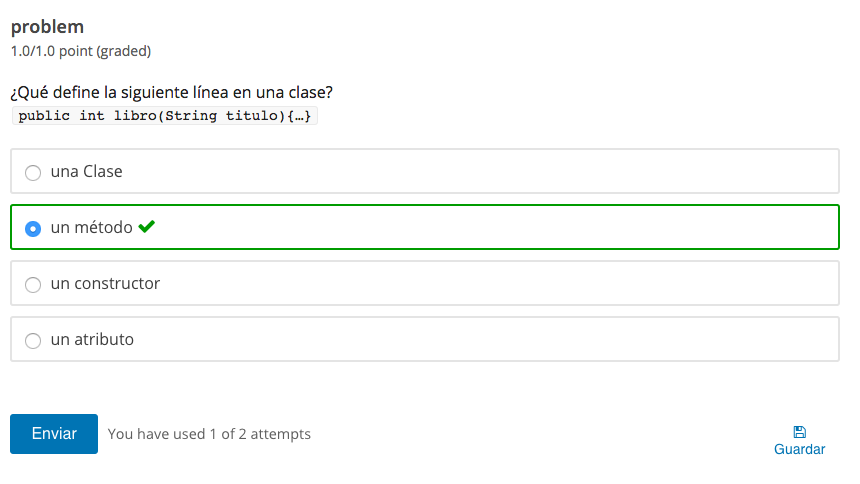 problem
1.0/1.0 point (graded)
¿Qué define la siguiente línea en una clase?
public int libro(String titulo){…}
una Clase
un método
un constructor
un atributo
Enviar
You have used 1 of 2 attempts
Guardar